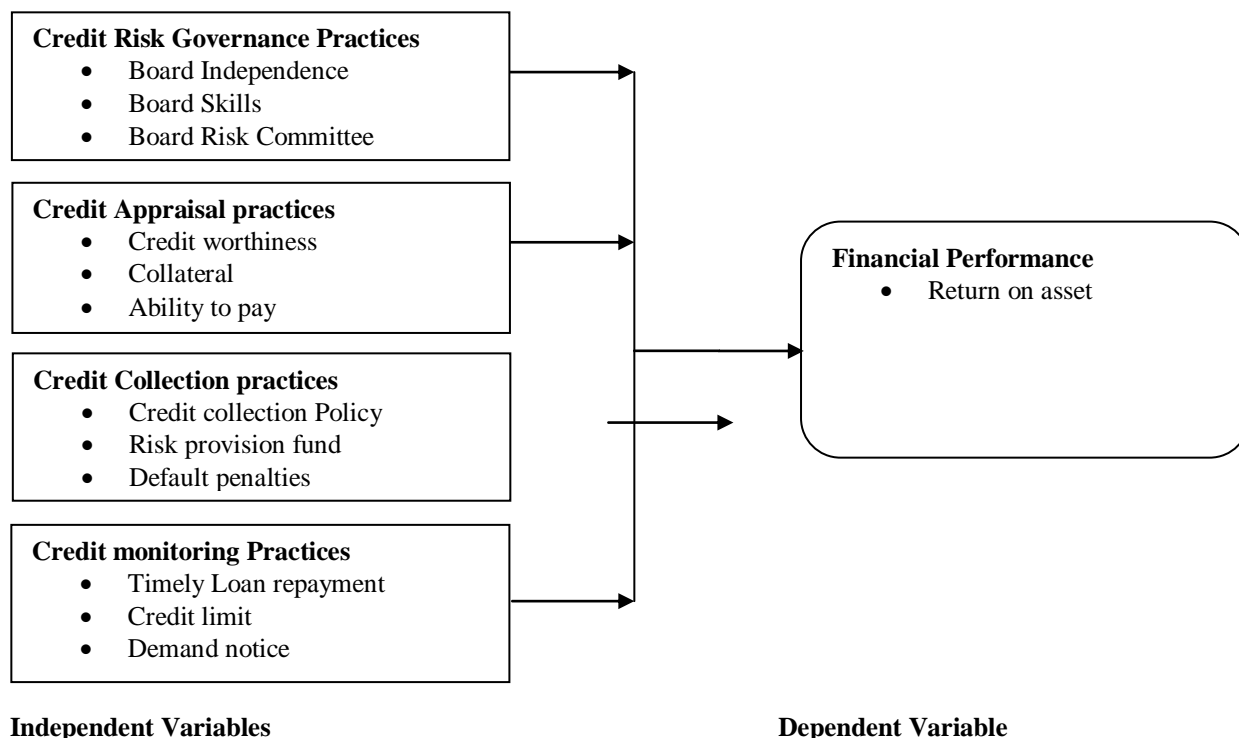 Credit Risk Governance Practices
• Board Independence
• Board Skills
• Board Risk Committee
Credit Appraisal practices
• Credit worthiness
• Collateral
• Ability to pay
Credit Collection practices
• Credit collection Policy
• Risk provision fund
• Default penalties
Credit monitoring Practices
• Timely Loan repayment
• Credit limit
• Demand notice
Financial Performance
• Return on asset
Independent Variables
Dependent Variable